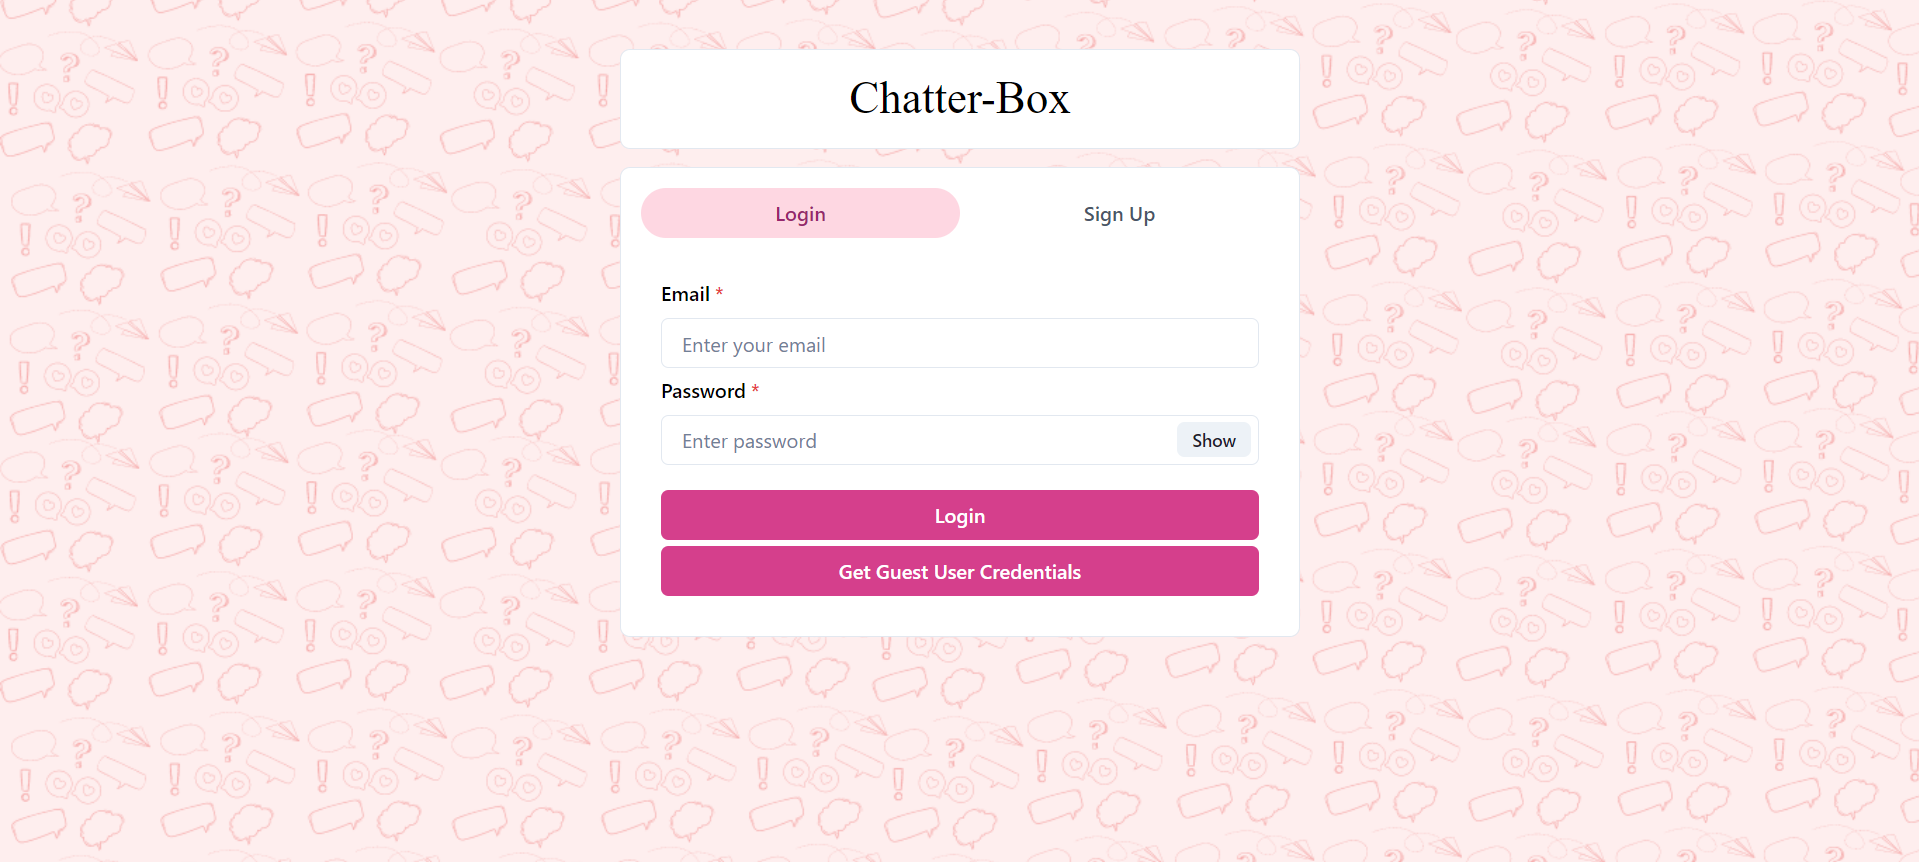 Chatter-Box
Login
Sign Up
Email *
Enter your email
Password *
Enter password
Show
Login
Get Guest User Credentials